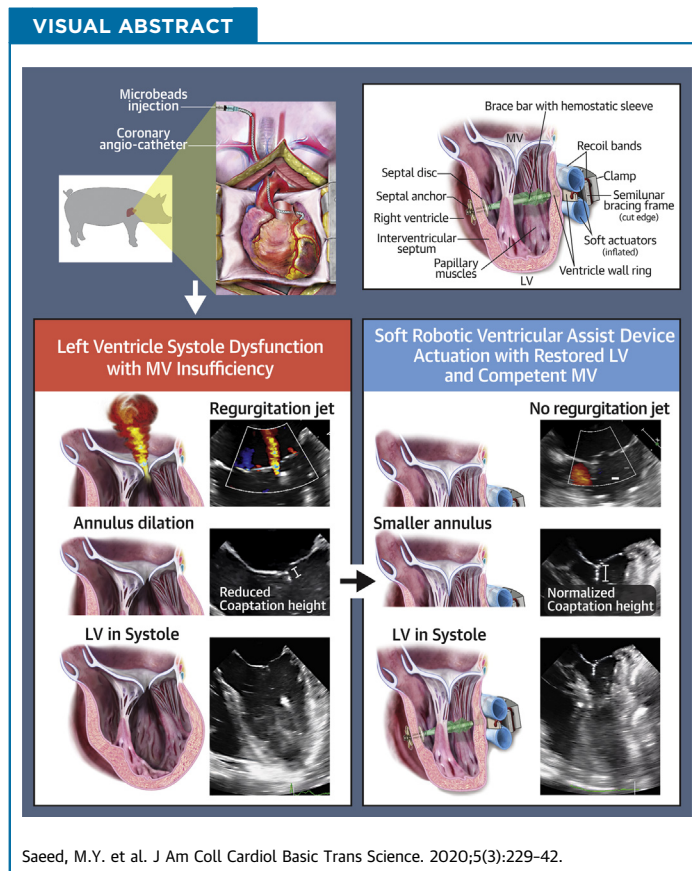 VISUAL ABSTRACT
Microbeads
injection
Coronary
angio-catheter
Brace bar with hemostatic sleeve
MV
Recoil bands
Septal disc
Clamp
Septal anchor
Semilunar
bracing frame
(cut edge)
Right ventricle
Interventricular
septum
Soft actuators
(inflated)
Papillary
muscles
Ventricle wall ring
LV
Left Ventricle Systole Dysfunction
with MV Insufficiency
Regurgitation jet
Annulus dilation
Reduced
Coaptation height
LV in Systole
Soft Robotic Ventricular Assist Device
Actuation with Restored LV
and Competent MV
No regurgitation jet
Smaller annulus
Normalized
Coaptation height
LV in Systole
Saeed, M.Y. et al. J Am Coll Cardiol Basic Trans Science. 2020;5(3):229–42.